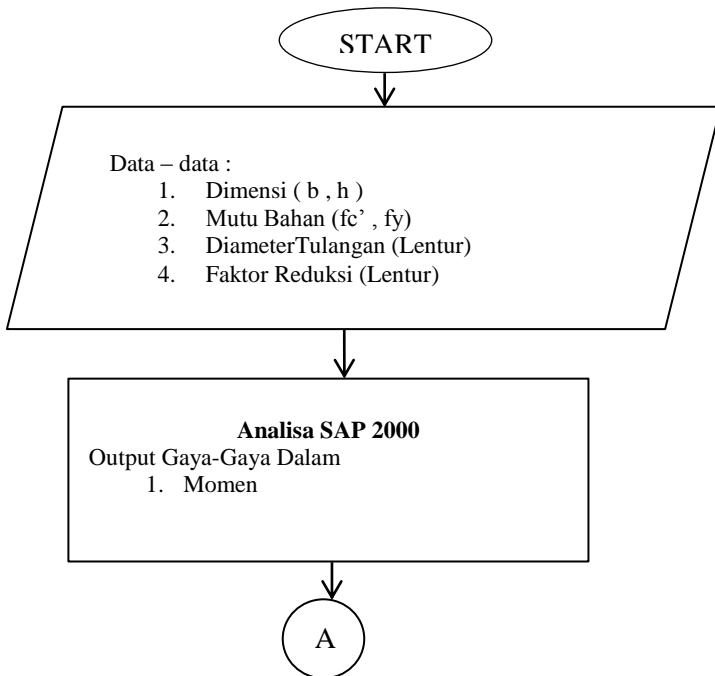 START
Data – data :
1. Dimensi ( b , h )
2. Mutu Bahan (fc’ , fy)
3. DiameterTulangan (Lentur)
4. Faktor Reduksi (Lentur)
Analisa SAP 2000
Output Gaya-Gaya Dalam
1. Momen
A